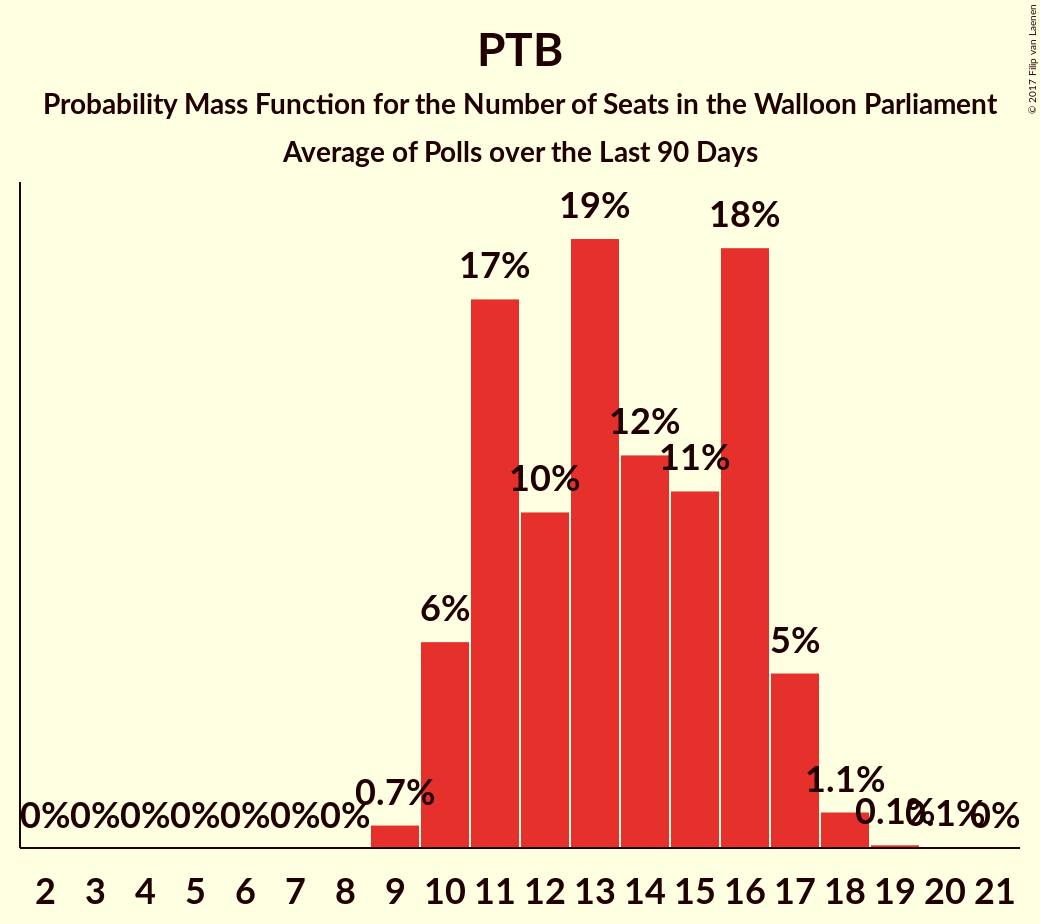 PTB
Probability Mass Function for the Number of Seats in the Walloon Parliament
Average of Polls over the Last 90 Days
© 2017 Filip van Laenen
0% 0% 0% 0% 0% 0% 0% 0.7% 6% 17% 10% 19% 12% 11% 18% 5% 1.1% 0.1% 0.1% 0%
2 3 4 5 6 7 8 9 10 11 12 13 14 15 16 17 18 19 20 21